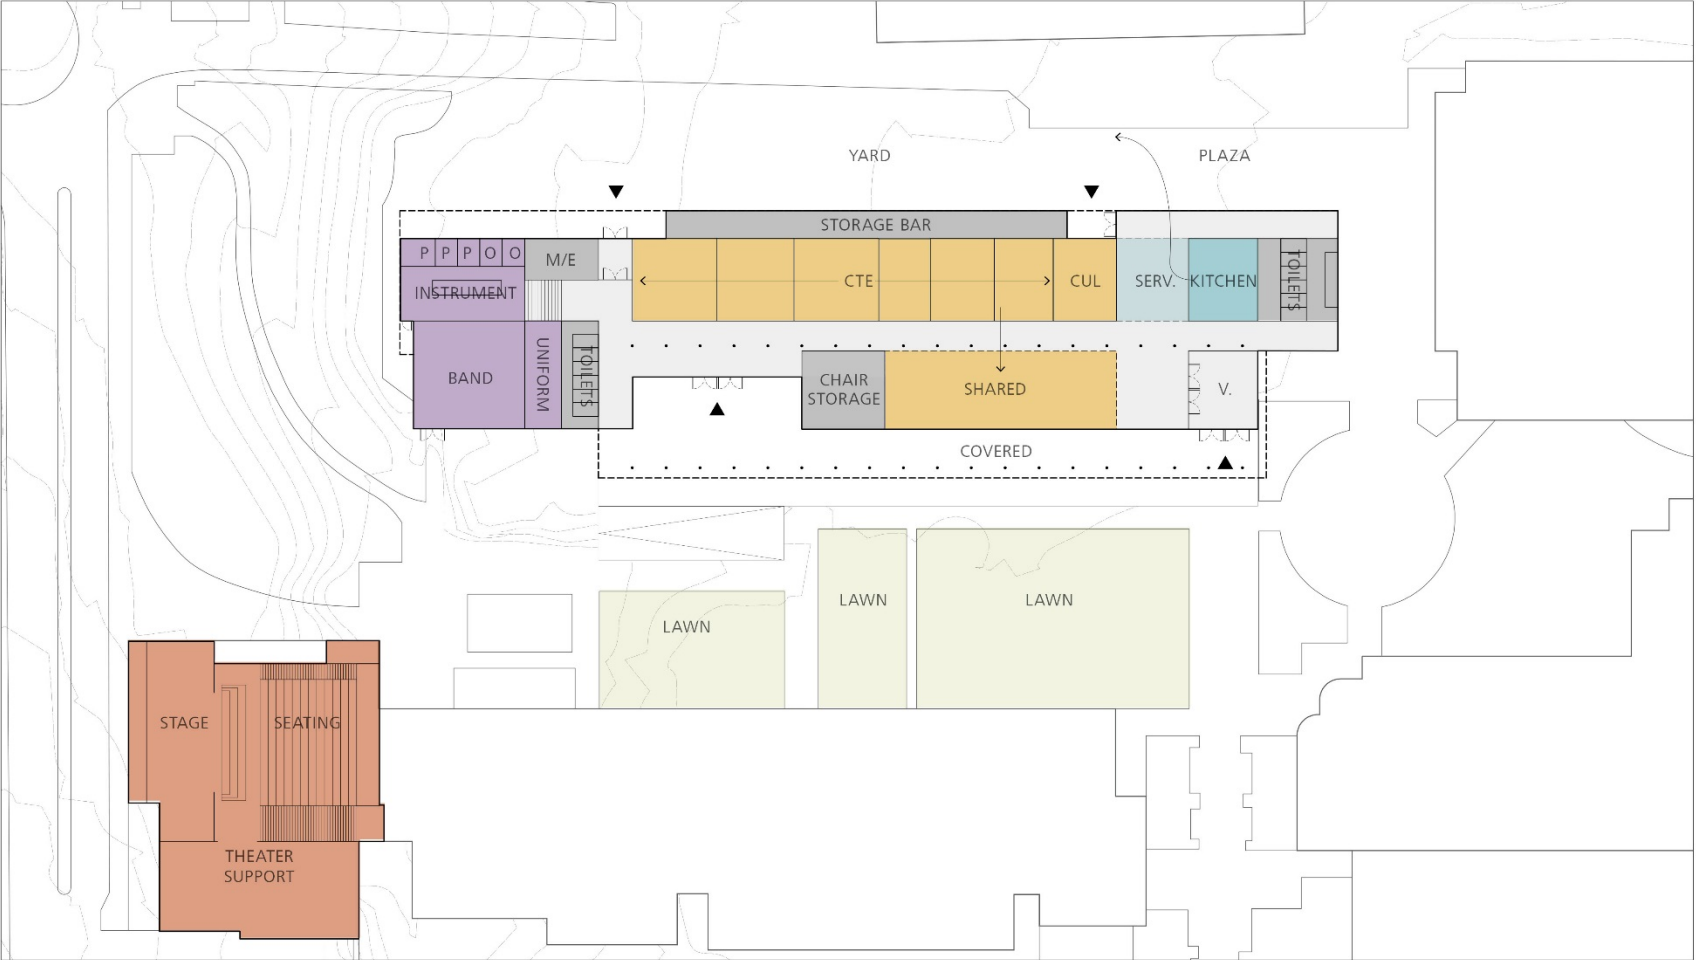 YARD
PLAZA
STORAGE BAR
P P P O O
M/E
INSTRUMENT
CTE
CUL
SERV.
KITCHEN
TOILETS
BAND
UNIFORM
TOILETS
CHAIR
STORAGE
SHARED
V.
COVERED
LAWN
LAWN
LAWN
STAGE
SEATING
THEATER
SUPPORT